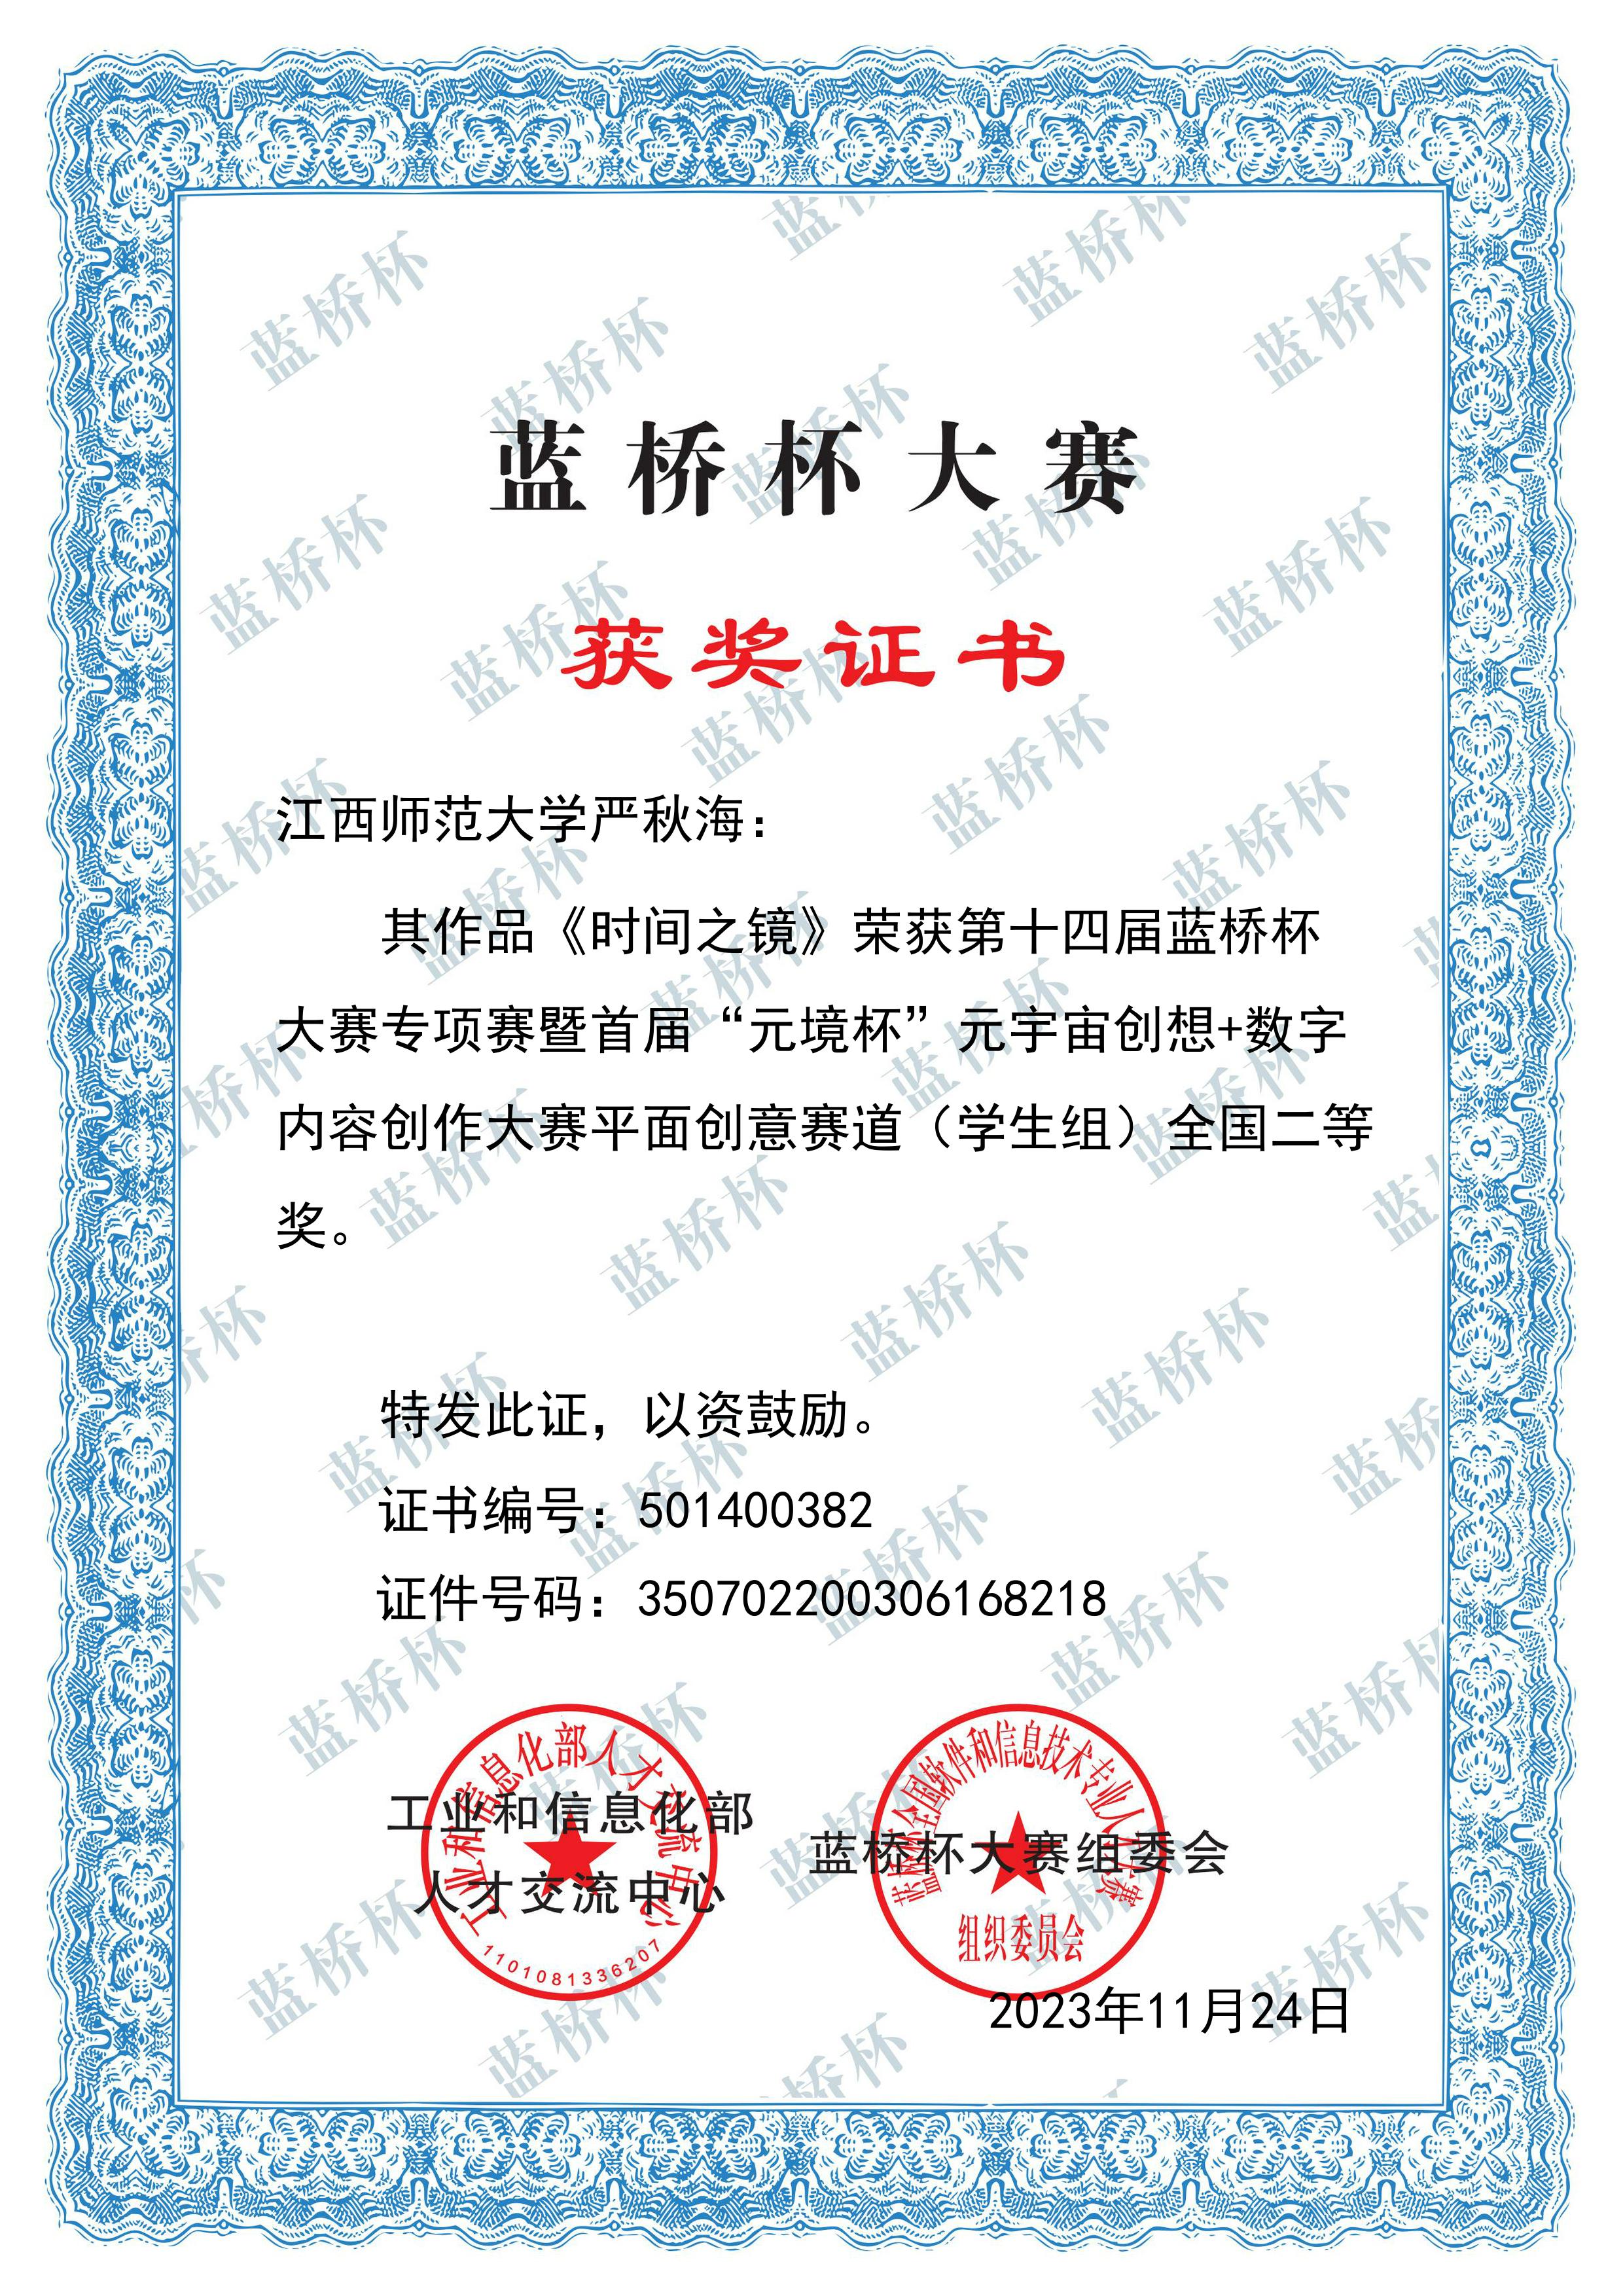 蓝桥杯大赛
获奖证书
江西师范大学严秋海：
其作品《时间之镜》荣获第十四届蓝桥杯
大赛专项赛暨首届“元境杯”元宇宙创想+数字
内容创作大赛平面创意赛道（学生组）全国二等
奖。
特发此证，以资鼓励。
证书编号：501400382
证件号码：350702200306168218
工业和信息化部人才交流中心
工业和信息化部
人才交流中心
1101081336207
蓝桥杯全国软件和信息技术专业人才大赛
蓝桥杯大赛组委会
组织委员会
2023年11月24日
蓝桥杯